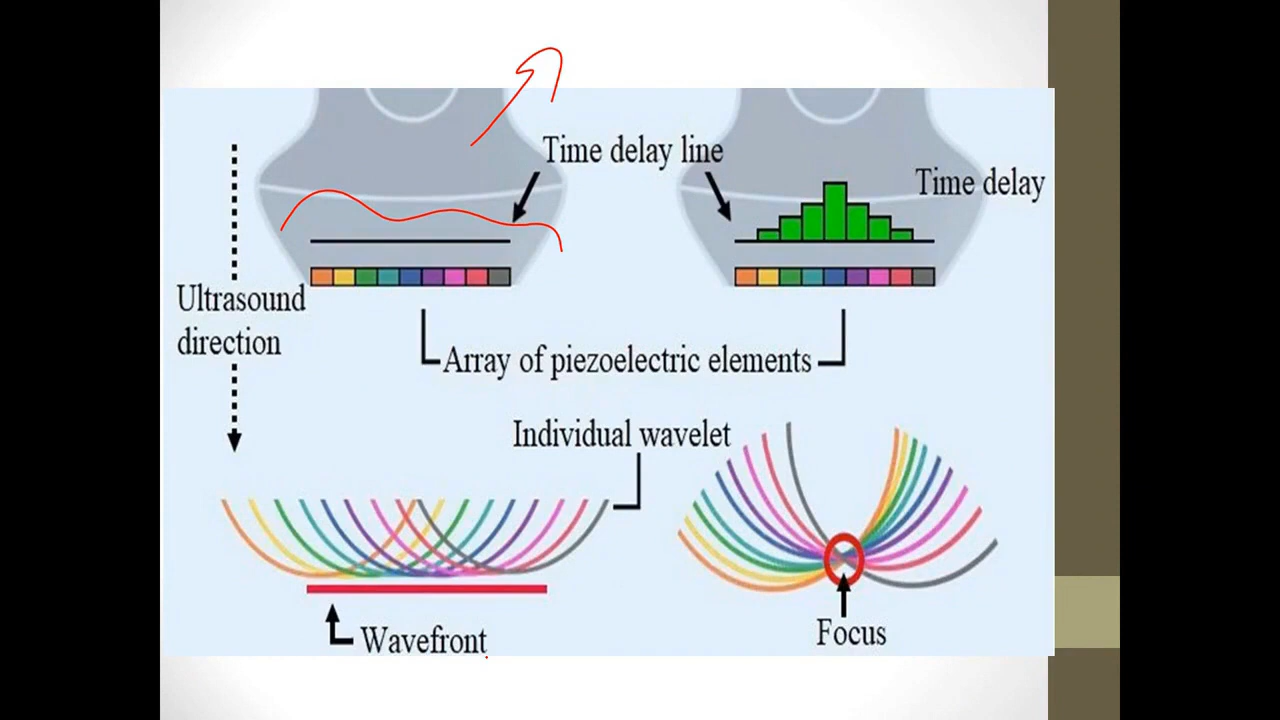 Time delay line
Time delay
Ultrasound
direction
Array of piezoelectric elements
Individual wavelet
Wavefront
Focus